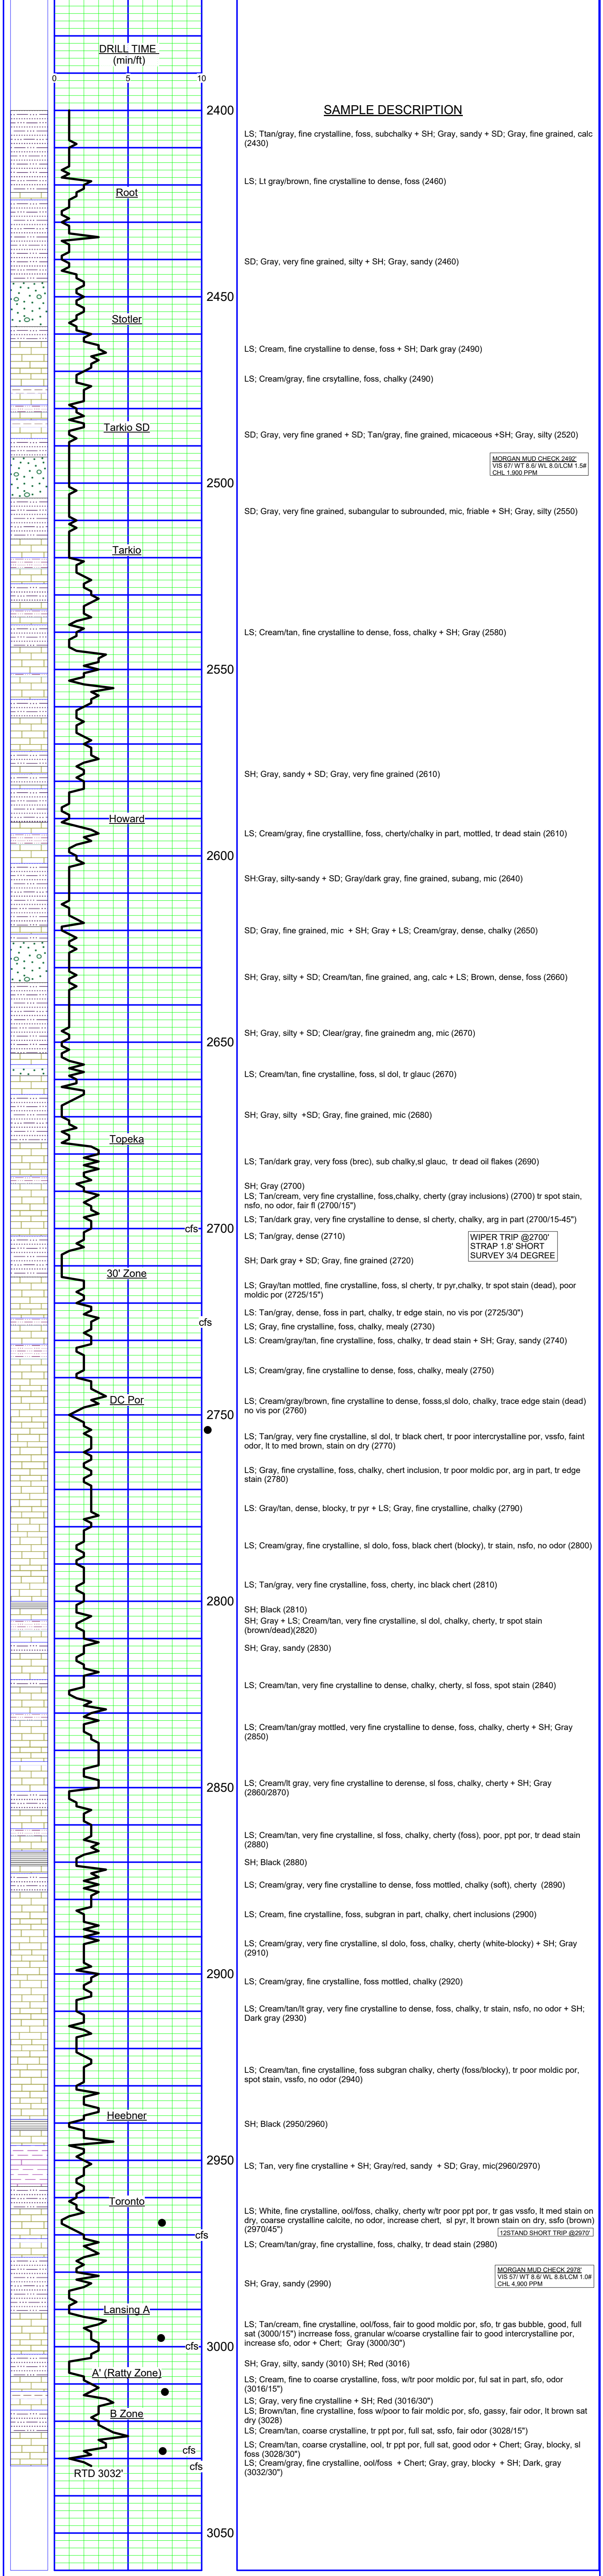 DRILL TIME
(min/ft)
0 5 10
2400
SAMPLE DESCRIPTION
LS; Ttan/gray, fine crystalline, foss, subchalky + SH; Gray, sandy + SD; Gray, fine grained, calc
(2430)
LS; Lt gray/brown, fine crystalline to dense, foss (2460)
Root
SD; Gray, very fine grained, silty + SH; Gray, sandy (2460)
2450
Stotler
LS; Cream, fine crystalline to dense, foss + SH; Dark gray (2490)
LS; Cream/gray, fine crsytalline, foss, chalky (2490)
Tarkio SD
SD; Gray, very fine graned + SD; Tan/gray, fine grained, micaceous +SH; Gray, silty (2520)
MORGAN MUD CHECK 2492'
VIS 67/ WT 8.6/ WL 8.0/LCM 1.5#
CHL 1,900 PPM
2500
SD; Gray, very fine grained, subangular to subrounded, mic, friable + SH; Gray, silty (2550)
Tarkio
LS; Cream/tan, fine crystalline to dense, foss, chalky + SH; Gray (2580)
2550
SH; Gray, sandy + SD; Gray, very fine grained (2610)
Howard
LS; Cream/gray, fine crystallline, foss, cherty/chalky in part, mottled, tr dead stain (2610)
2600
SH:Gray, silty-sandy + SD; Gray/dark gray, fine grained, subang, mic (2640)
SD; Gray, fine grained, mic + SH; Gray + LS; Cream/gray, dense, chalky (2650)
SH; Gray, silty + SD; Cream/tan, fine grained, ang, calc + LS; Brown, dense, foss (2660)
SH; Gray, silty + SD; Clear/gray, fine grainedm ang, mic (2670)
2650
LS; Cream/tan, fine crystalline, foss, sl dol, tr glauc (2670)
SH; Gray, silty +SD; Gray, fine grained, mic (2680)
Topeka
LS; Tan/dark gray, very foss (brec), sub chalky,sl glauc, tr dead oil flakes (2690)
SH; Gray (2700)
LS; Tan/cream, very fine crystalline, foss,chalky, cherty (gray inclusions) (2700) tr spot stain,
nsfo, no odor, fair fl (2700/15")
LS; Tan/dark gray, very fine crystalline to dense, sl cherty, chalky, arg in part (2700/15-45")
cfs 2700
LS; Tan/gray, dense (2710)
WIPER TRIP @2700'
STRAP 1.8' SHORT
SURVEY 3/4 DEGREE
SH; Dark gray + SD; Gray, fine grained (2720)
30' Zone
LS; Gray/tan mottled, fine crystalline, foss, sl cherty, tr pyr,chalky, tr spot stain (dead), poor
moldic por (2725/15")
LS: Tan/gray, dense, foss in part, chalky, tr edge stain, no vis por (2725/30")
cfs
LS; Gray, fine crystalline, foss, chalky, mealy (2730)
LS: Cream/gray/tan, fine crystalline, foss, chalky, tr dead stain + SH; Gray, sandy (2740)
LS; Cream/gray, fine crystalline to dense, foss, chalky, mealy (2750)
DC Por
LS; Cream/gray/brown, fine crystalline to dense, fosss,sl dolo, chalky, trace edge stain (dead)
no vis por (2760)
2750
LS; Tan/gray, very fine crystalline, sl dol, tr black chert, tr poor intercrystalline por, vssfo, faint
odor, lt to med brown, stain on dry (2770)
LS; Gray, fine crystalline, foss, chalky, chert inclusion, tr poor moldic por, arg in part, tr edge
stain (2780)
LS: Gray/tan, dense, blocky, tr pyr + LS; Gray, fine crystalline, chalky (2790)
LS; Cream/gray, fine crystalline, sl dolo, foss, black chert (blocky), tr stain, nsfo, no odor (2800)
LS; Tan/gray, very fine crystalline, foss, cherty, inc black chert (2810)
2800
SH; Black (2810)
SH; Gray + LS; Cream/tan, very fine crystalline, sl dol, chalky, cherty, tr spot stain
(brown/dead)(2820)
SH; Gray, sandy (2830)
LS; Cream/tan, very fine crystalline to dense, chalky, cherty, sl foss, spot stain (2840)
LS; Cream/tan/gray mottled, very fine crystalline to dense, foss, chalky, cherty + SH; Gray
(2850)
2850
LS; Cream/lt gray, very fine crystalline to derense, sl foss, chalky, cherty + SH; Gray
(2860/2870)
LS; Cream/tan, very fine crystalline, sl foss, chalky, cherty (foss), poor, ppt por, tr dead stain
(2880)
SH; Black (2880)
LS; Cream/gray, very fine crystalline to dense, foss mottled, chalky (soft), cherty (2890)
LS; Cream, fine crystalline, foss, subgran in part, chalky, chert inclusions (2900)
LS; Cream/gray, very fine crystalline, sl dolo, foss, chalky, cherty (white-blocky) + SH; Gray
(2910)
2900
LS; Cream/gray, fine crystalline, foss mottled, chalky (2920)
LS; Cream/tan/lt gray, very fine crystalline to dense, foss, chalky, tr stain, nsfo, no odor + SH;
Dark gray (2930)
LS; Cream/tan, fine crystalline, foss subgran chalky, cherty (foss/blocky), tr poor moldic por,
spot stain, vssfo, no odor (2940)
Heebner
SH; Black (2950/2960)
2950
LS; Tan, very fine crystalline + SH; Gray/red, sandy + SD; Gray, mic(2960/2970)
Toronto
LS; White, fine crystalline, ool/foss, chalky, cherty w/tr poor ppt por, tr gas vssfo, lt med stain on
dry, coarse crystalline calcite, no odor, increase chert, sl pyr, lt brown stain on dry, ssfo (brown)
(2970/45")
12STAND SHORT TRIP @2970'
cfs
LS; Cream/tan/gray, fine crystalline, foss, chalky, tr dead stain (2980)
MORGAN MUD CHECK 2978'
VIS 57/ WT 8.6/ WL 8.8/LCM 1.0#
CHL 4,900 PPM
SH; Gray, sandy (2990)
Lansing A
LS; Tan/cream, fine crystalline, ool/foss, fair to good moldic por, sfo, tr gas bubble, good, full
sat (3000/15") incrrease foss, granular w/coarse crystalline fair to good intercrystalline por,
increase sfo, odor + Chert; Gray (3000/30")
cfs 3000
SH; Gray, silty, sandy (3010) SH; Red (3016)
A' (Ratty Zone)
LS; Cream, fine to coarse crystalline, foss, w/tr poor moldic por, ful sat in part, sfo, odor
(3016/15")
LS; Gray, very fine crystalline + SH; Red (3016/30")
LS; Brown/tan, fine crystalline, foss w/poor to fair moldic por, sfo, gassy, fair odor, lt brown sat
dry (3028)
B Zone
LS; Cream/tan, coarse crystalline, tr ppt por, full sat, ssfo, fair odor (3028/15")
LS; Cream/tan, coarse crystalline, ool, tr ppt por, full sat, good odor + Chert; Gray, blocky, sl
foss (3028/30")
cfs
LS; Cream/gray, fine crystalline, ool/foss + Chert; Gray, gray, blocky + SH; Dark, gray
(3032/30")
cfs
RTD 3032'
3050